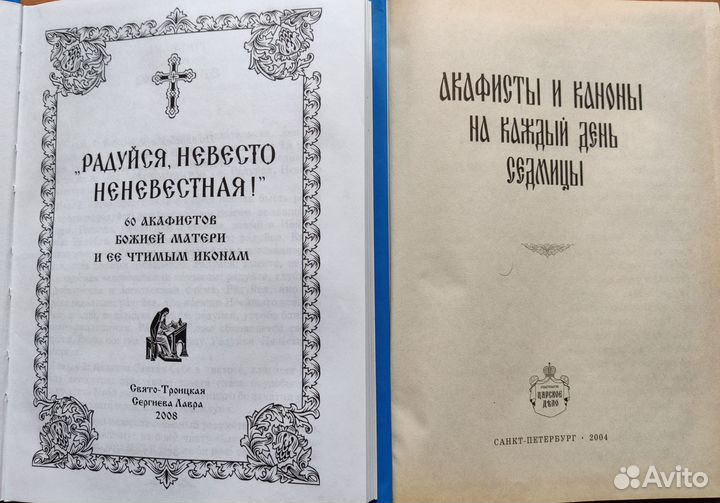 „РАДУЙСЯ, НЕВЕСТО
НЕНЕВЕСТНАЯ!"
60 АКАФИСТОВ
БОЖИЕЙ МАТЕРИ
И ЕЕ ЧТИМЫМ ИКОНАМ
Свято-Троицкая
Сергиева Лавра
2008
АКАФИСТЫ И КАНОНЫ
НА КАЖДЫЙ ДЕНЬ
СЕДМИЦЫ
ЦАРСКОЕ
ДѢЛО
САНКТ-ПЕТЕРБУРГ · 2004
Avito